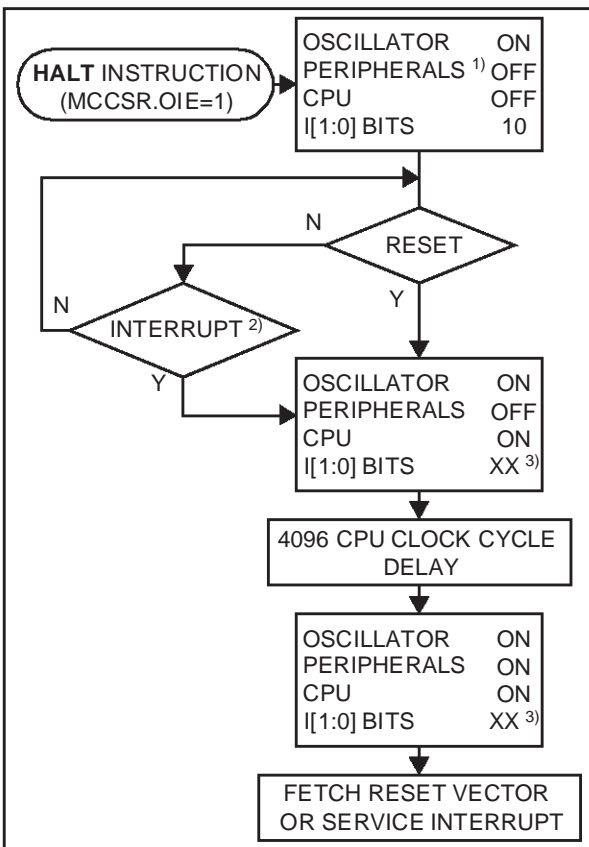 HALT INSTRUCTION
(MCCSR.OIE=1)
OSCILLATOR ON
PERIPHERALS 1) OFF
CPU OFF
I[1:0] BITS 10
N
RESET
Y
N
INTERRUPT 2)
Y
OSCILLATOR ON
PERIPHERALS OFF
CPU ON
I[1:0] BITS XX 3)
4096 CPU CLOCK CYCLE
DELAY
OSCILLATOR ON
PERIPHERALS ON
CPU ON
I[1:0] BITS XX 3)
FETCH RESET VECTOR
OR SERVICE INTERRUPT